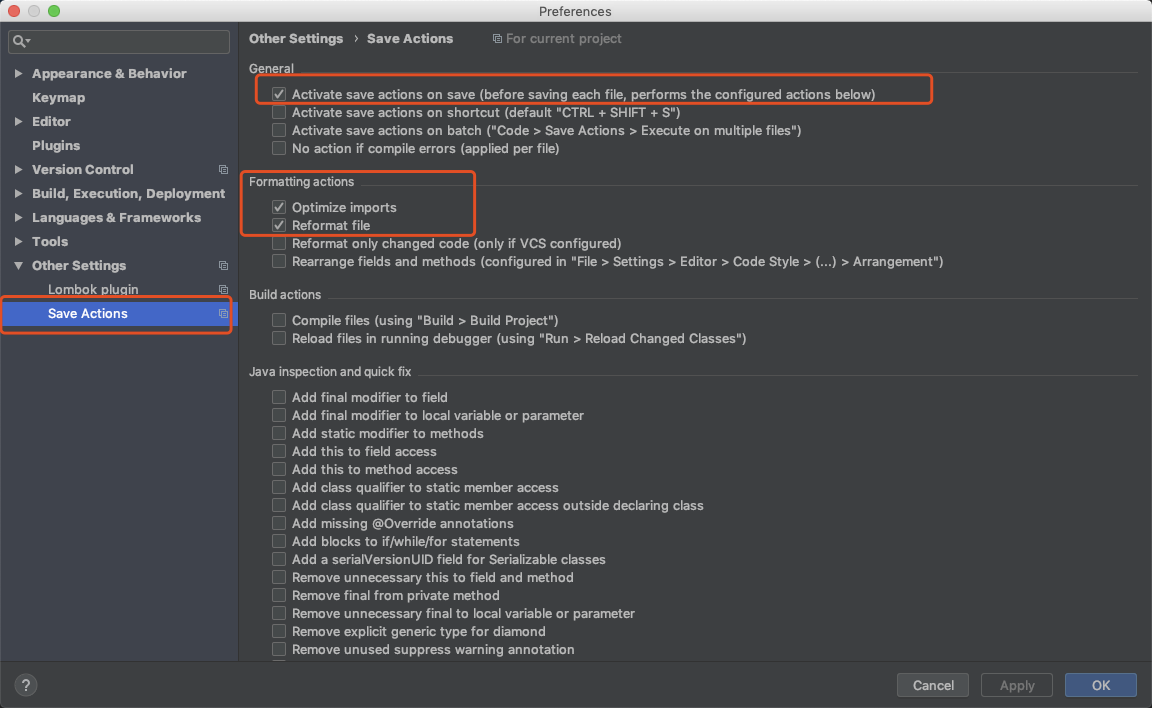 Preferences
Other Settings › Save Actions For current project
Appearance & Behavior
Keymap
Editor
Plugins
Version Control
Build, Execution, Deployment
Languages & Frameworks
Tools
Other Settings
Lombok plugin
Save Actions
General
Activate save actions on save (before saving each file, performs the configured actions below)
Activate save actions on shortcut (default "CTRL + SHIFT + S")
Activate save actions on batch ("Code > Save Actions > Execute on multiple files")
No action if compile errors (applied per file)
Formatting actions
Optimize imports
Reformat file
Reformat only changed code (only if VCS configured)
Rearrange fields and methods (configured in "File > Settings > Editor > Code Style > (...) > Arrangement")
Build actions
Compile files (using "Build > Build Project")
Reload files in running debugger (using "Run > Reload Changed Classes")
Java inspection and quick fix
Add final modifier to field
Add final modifier to local variable or parameter
Add static modifier to methods
Add this to field access
Add this to method access
Add class qualifier to static member access
Add class qualifier to static member access outside declaring class
Add missing @Override annotations
Add blocks to if/while/for statements
Add a serialVersionUID field for Serializable classes
Remove unnecessary this to field and method
Remove final from private method
Remove unnecessary final to local variable or parameter
Remove explicit generic type for diamond
Remove unused suppress warning annotation
?
Cancel
Apply
OK